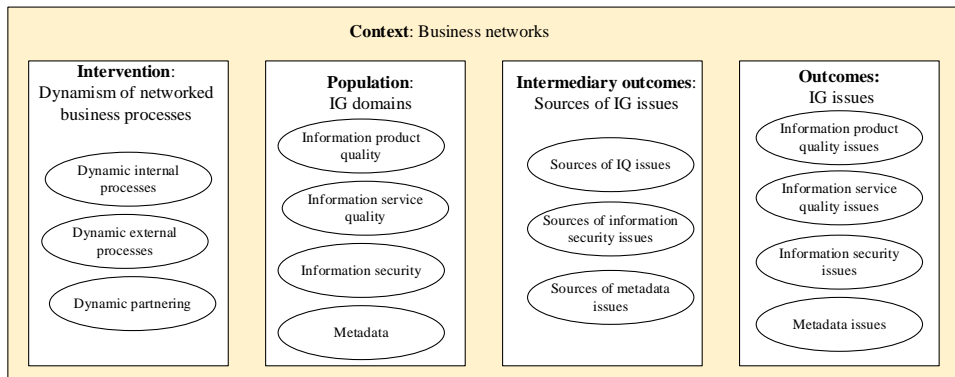 Context: Business networks
Intervention:
Dynamism of networked
business processes
Dynamic internal
processes
Dynamic external
processes
Dynamic partnering
Population:
IG domains
Information product
quality
Information service
quality
Information security
Metadata
Intermediary outcomes:
Sources of IG issues
Sources of IQ issues
Sources of information
security issues
Sources of metadata
issues
Outcomes:
IG issues
Information product
quality issues
Information service
quality issues
Information security
issues
Metadata issues